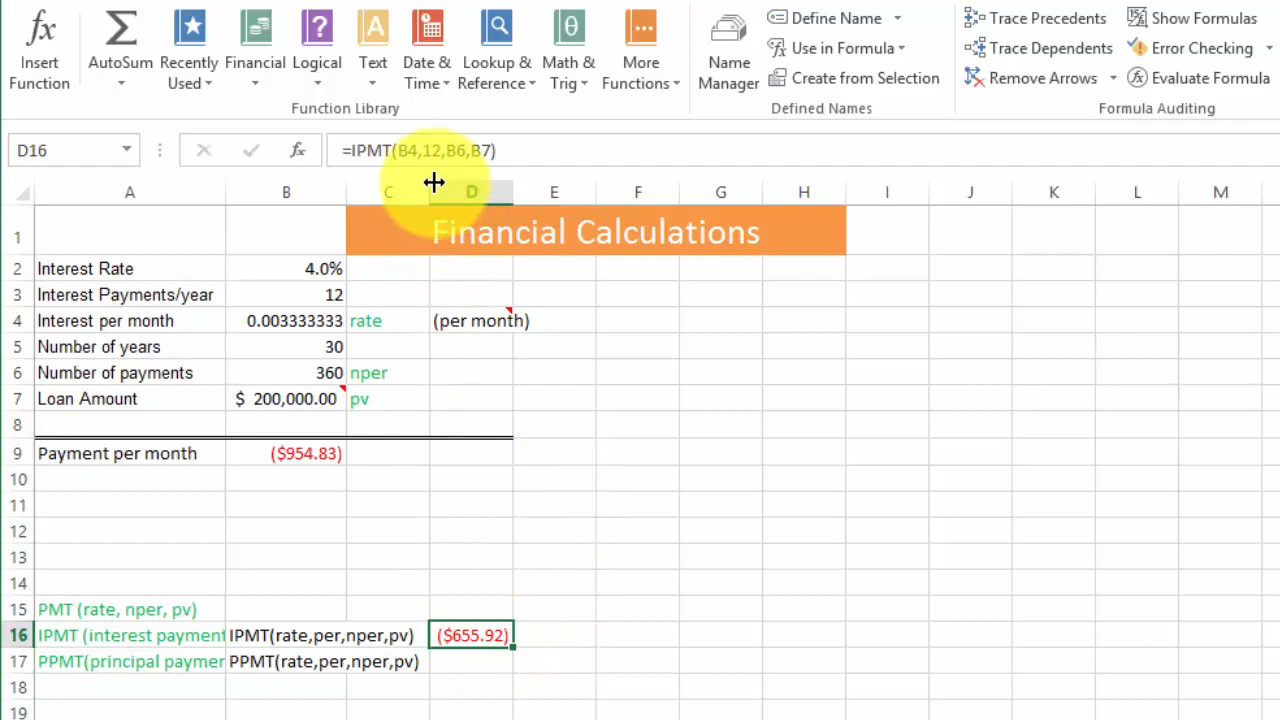 Insert Function
AutoSum
Recently Used
Financial
Logical
Text
Date & Time
Lookup & Reference
Math & Trig
More Functions
Function Library
Name Manager
Define Name
Use in Formula
Create from Selection
Defined Names
Trace Precedents
Trace Dependents
Remove Arrows
Show Formulas
Error Checking
Evaluate Formula
Formula Auditing
D16
fx
=IPMT(B4,12,B6,B7)
A B C D E F G H I J K L M
1 Financial Calculations
2 Interest Rate 4.0%
3 Interest Payments/year 12
4 Interest per month 0.003333333 rate (per month)
5 Number of years 30
6 Number of payments 360 nper
7 Loan Amount $ 200,000.00 pv
8
9 Payment per month ($954.83)
10
11
12
13
14
15 PMT (rate, nper, pv)
16 IPMT (interest payment IPMT(rate,per,nper,pv) ($655.92)
17 PPMT(principal paymer PPMT(rate,per,nper,pv)
18
19